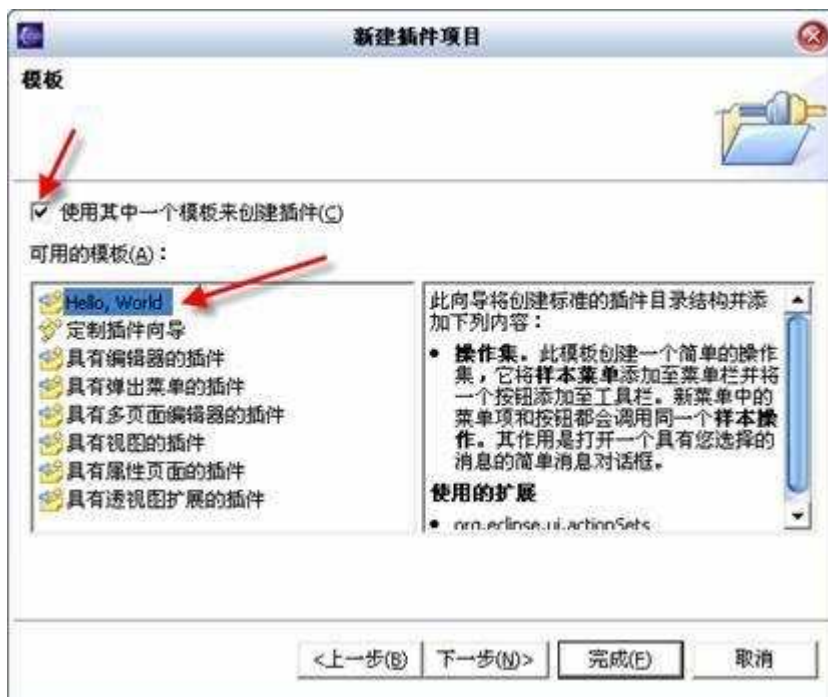 新建插件项目
模板
使用其中一个模板来创建插件(C)
可用的模板(A)：
Hello, World
定制插件向导
具有编辑器的插件
具有弹出菜单的插件
具有多页面编辑器的插件
具有视图的插件
具有属性页面的插件
具有透视图扩展的插件
此向导将创建标准的插件目录结构并添
加下列内容：
• 操作集。此模板创建一个简单的操作
集，它将样本菜单添加至菜单栏并将
一个按钮添加至工具栏。新菜单中的
菜单项和按钮都会调用同一个样本操
作。其作用是打开一个具有您选择的
消息的简单消息对话框。
使用的扩展
• org.eclipse.ui.actionSets
<上一步(B)
下一步(N)>
完成(F)
取消